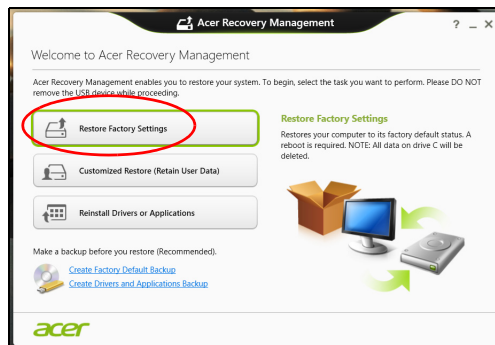 Acer Recovery Management
? _ X
Welcome to Acer Recovery Management
Acer Recovery Management enables you to restore your system. To begin, select the task you want to perform. Please DO NOT
remove the USB device while proceeding.
Restore Factory Settings
Customized Restore (Retain User Data)
Reinstall Drivers or Applications
Restore Factory Settings
Restores your computer to its factory default status. A
reboot is required. NOTE: All data on drive C will be
deleted.
Make a backup before you restore (Recommended).
Create Factory Default Backup
Create Drivers and Applications Backup
acer